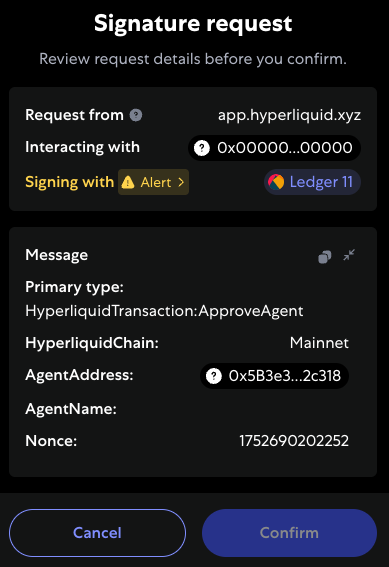 Signature request
Review request details before you confirm.
Request from ? app.hyperliquid.xyz
Interacting with ? 0x00000...00000
Signing with Alert > Ledger 11
Message
Primary type:
HyperliquidTransaction:ApproveAgent
HyperliquidChain: Mainnet
AgentAddress: ? 0x5B3e3...2c318
AgentName:
Nonce: 1752690202252
Cancel Confirm